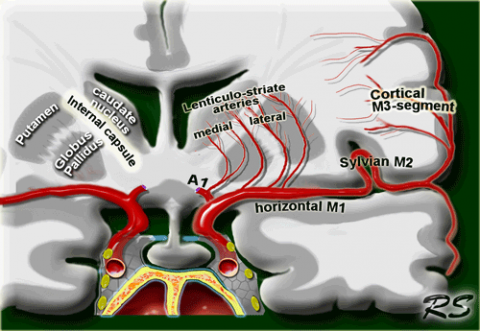 Putamen
caudate
nucleus
Internal capsule
Globus
Pallidus
Lenticulo-striate
arteries
medial
lateral
Cortical
M3-segment
Sylvian M2
A1
horizontal M1
RS